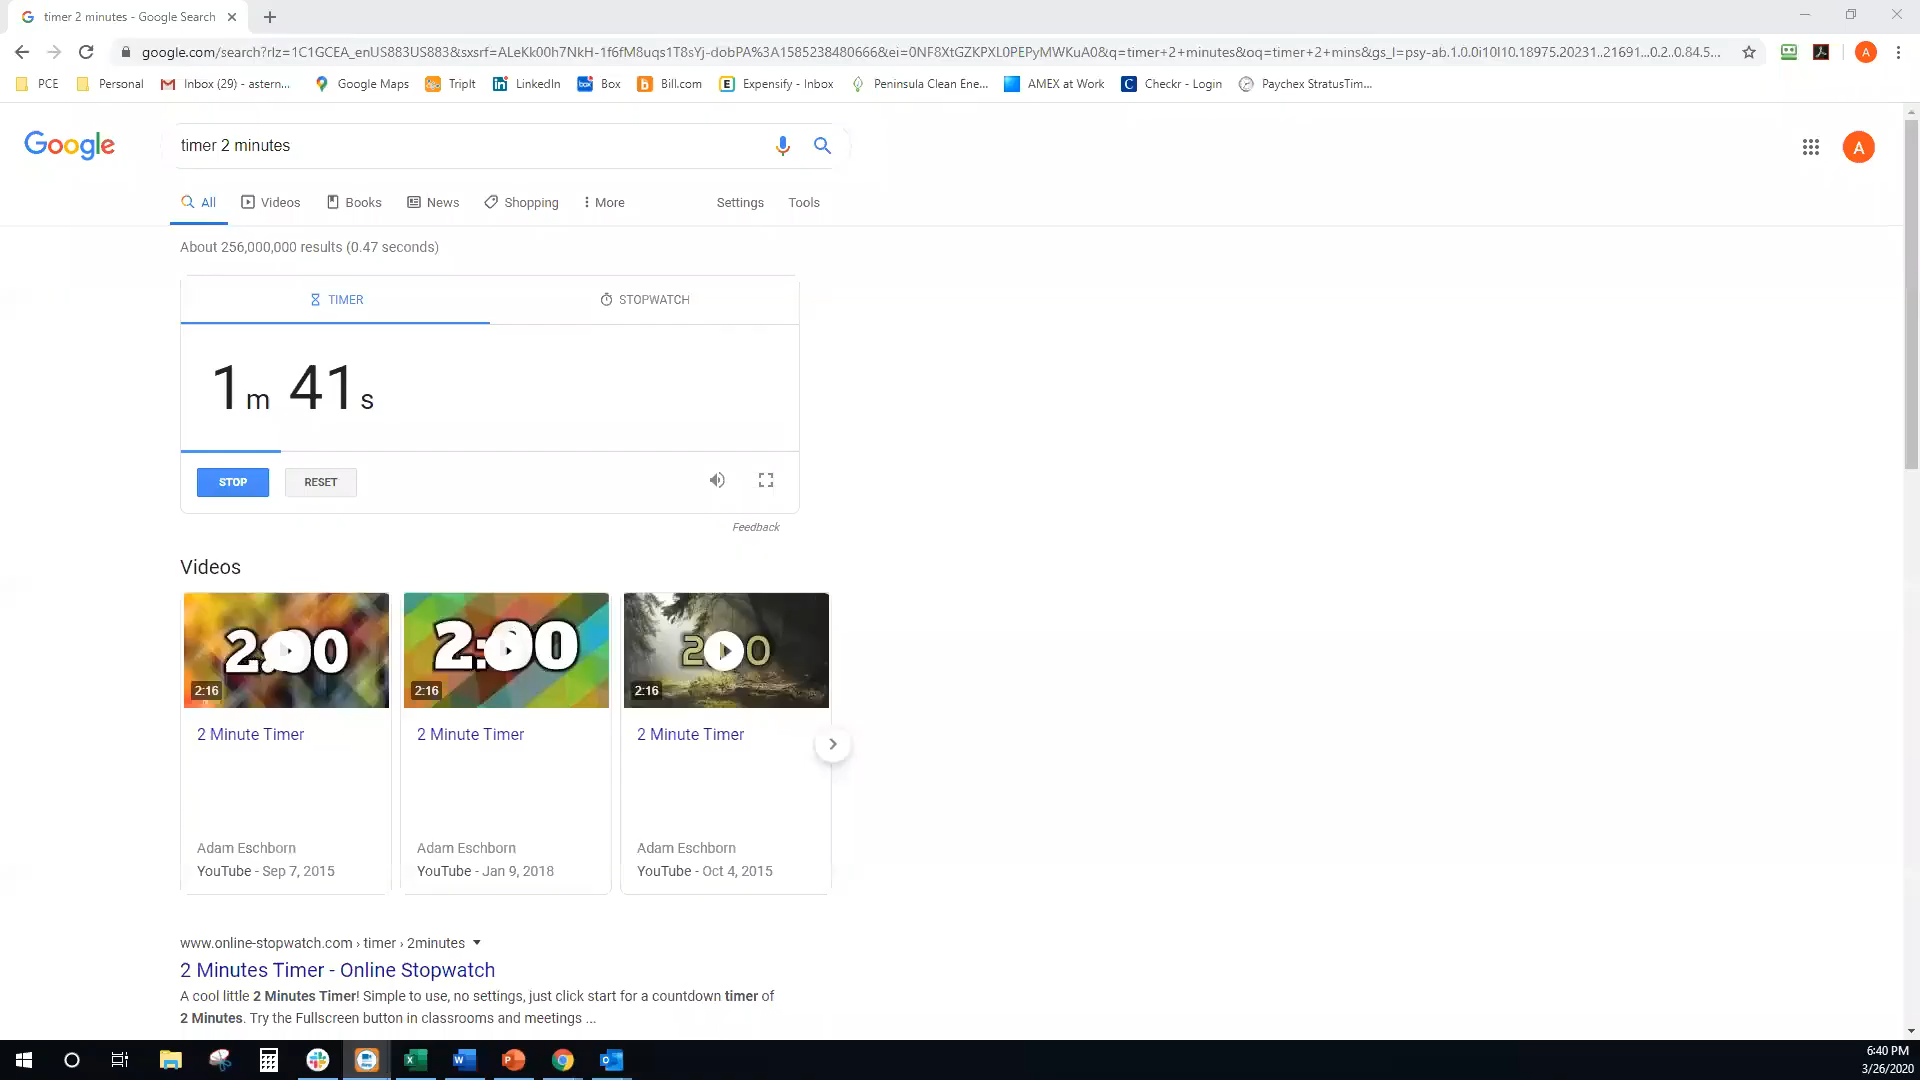 timer 2 minutes - Google Search
google.com/search?rlz=1C1GCEA_enUS883US883&sxsrf=ALeKk00h7NkH-1f6fM8uqs1T8sYj-dobPA%3A1585238480666&ei=0NF8XtGZKPXL0PEPyMWKuA0&q=timer+2+minutes&oq=timer+2+mins&gs_l=psy-ab.1.0.0i10l10.18975.20231..21691...0.2..0.84.5...
A
PCE Personal Inbox (29) - astern... Google Maps TripIt LinkedIn Box Bill.com Expensify - Inbox Peninsula Clean Ene... AMEX at Work Checkr - Login Paychex StratusTim...
Google timer 2 minutes A
All Videos Books News Shopping More Settings Tools
About 256,000,000 results (0.47 seconds)
TIMER STOPWATCH
1m 41s
STOP RESET
Feedback
Videos
2:00 2:00 2:00
2:16 2:16 2:16
2 Minute Timer 2 Minute Timer 2 Minute Timer
Adam Eschborn Adam Eschborn Adam Eschborn
YouTube - Sep 7, 2015 YouTube - Jan 9, 2018 YouTube - Oct 4, 2015
www.online-stopwatch.com › timer › 2minutes
2 Minutes Timer - Online Stopwatch
A cool little 2 Minutes Timer! Simple to use, no settings, just click start for a countdown timer of
2 Minutes. Try the Fullscreen button in classrooms and meetings ...
6:40 PM
3/26/2020